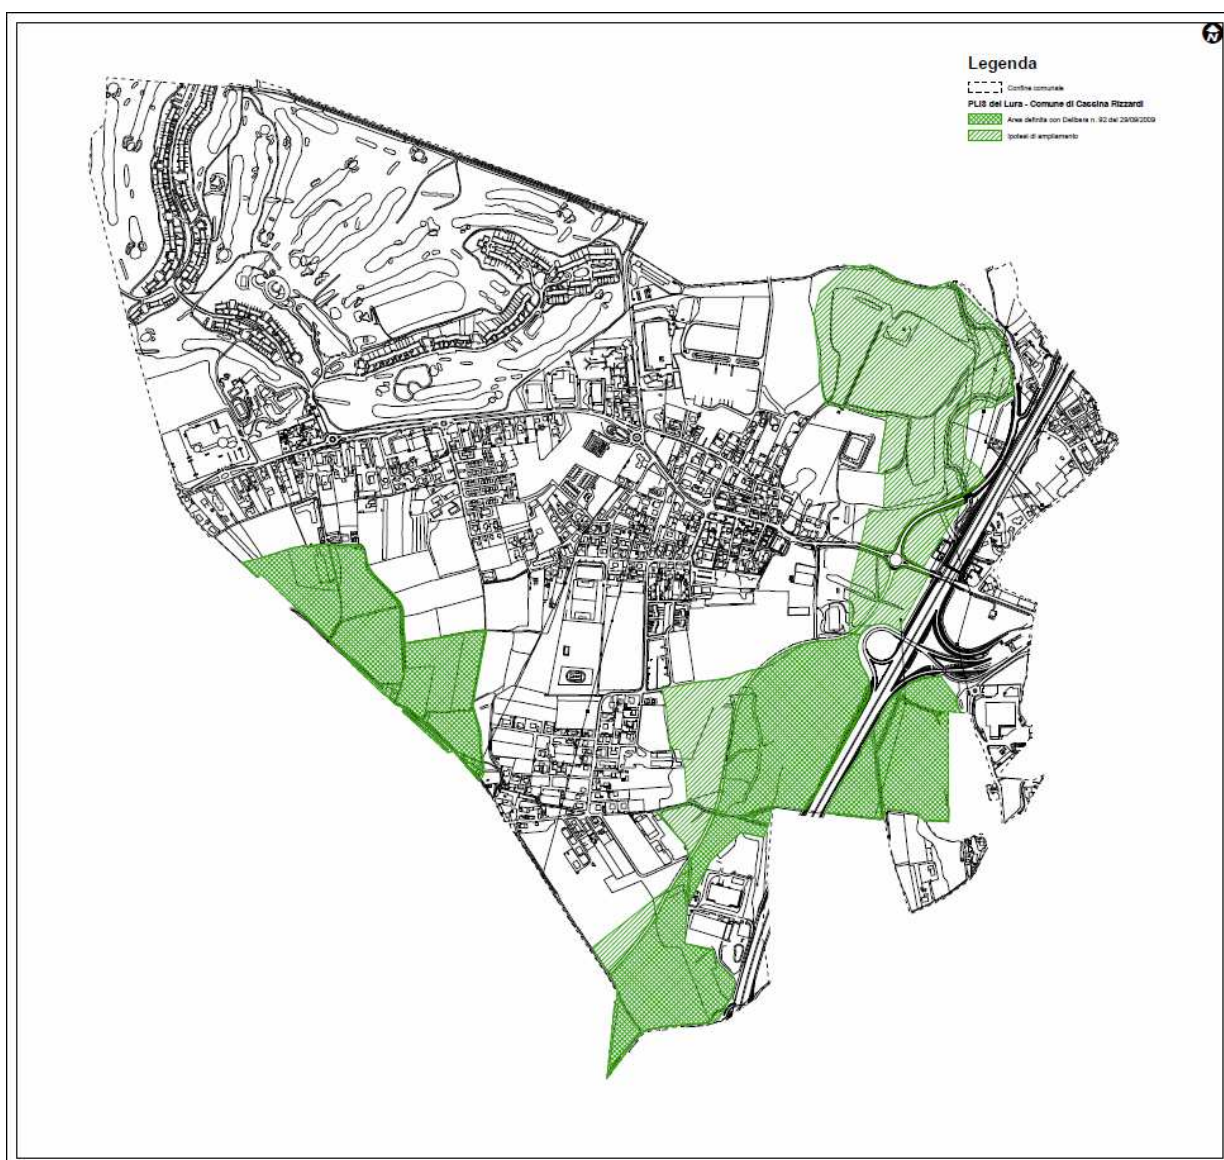 N
Legenda
Confine comunale
PLIS del Lura - Comune di Cassina Rizzardi
Area definita con Delibera n. 92 del 29/09/2009
Ipotesi di ampliamento